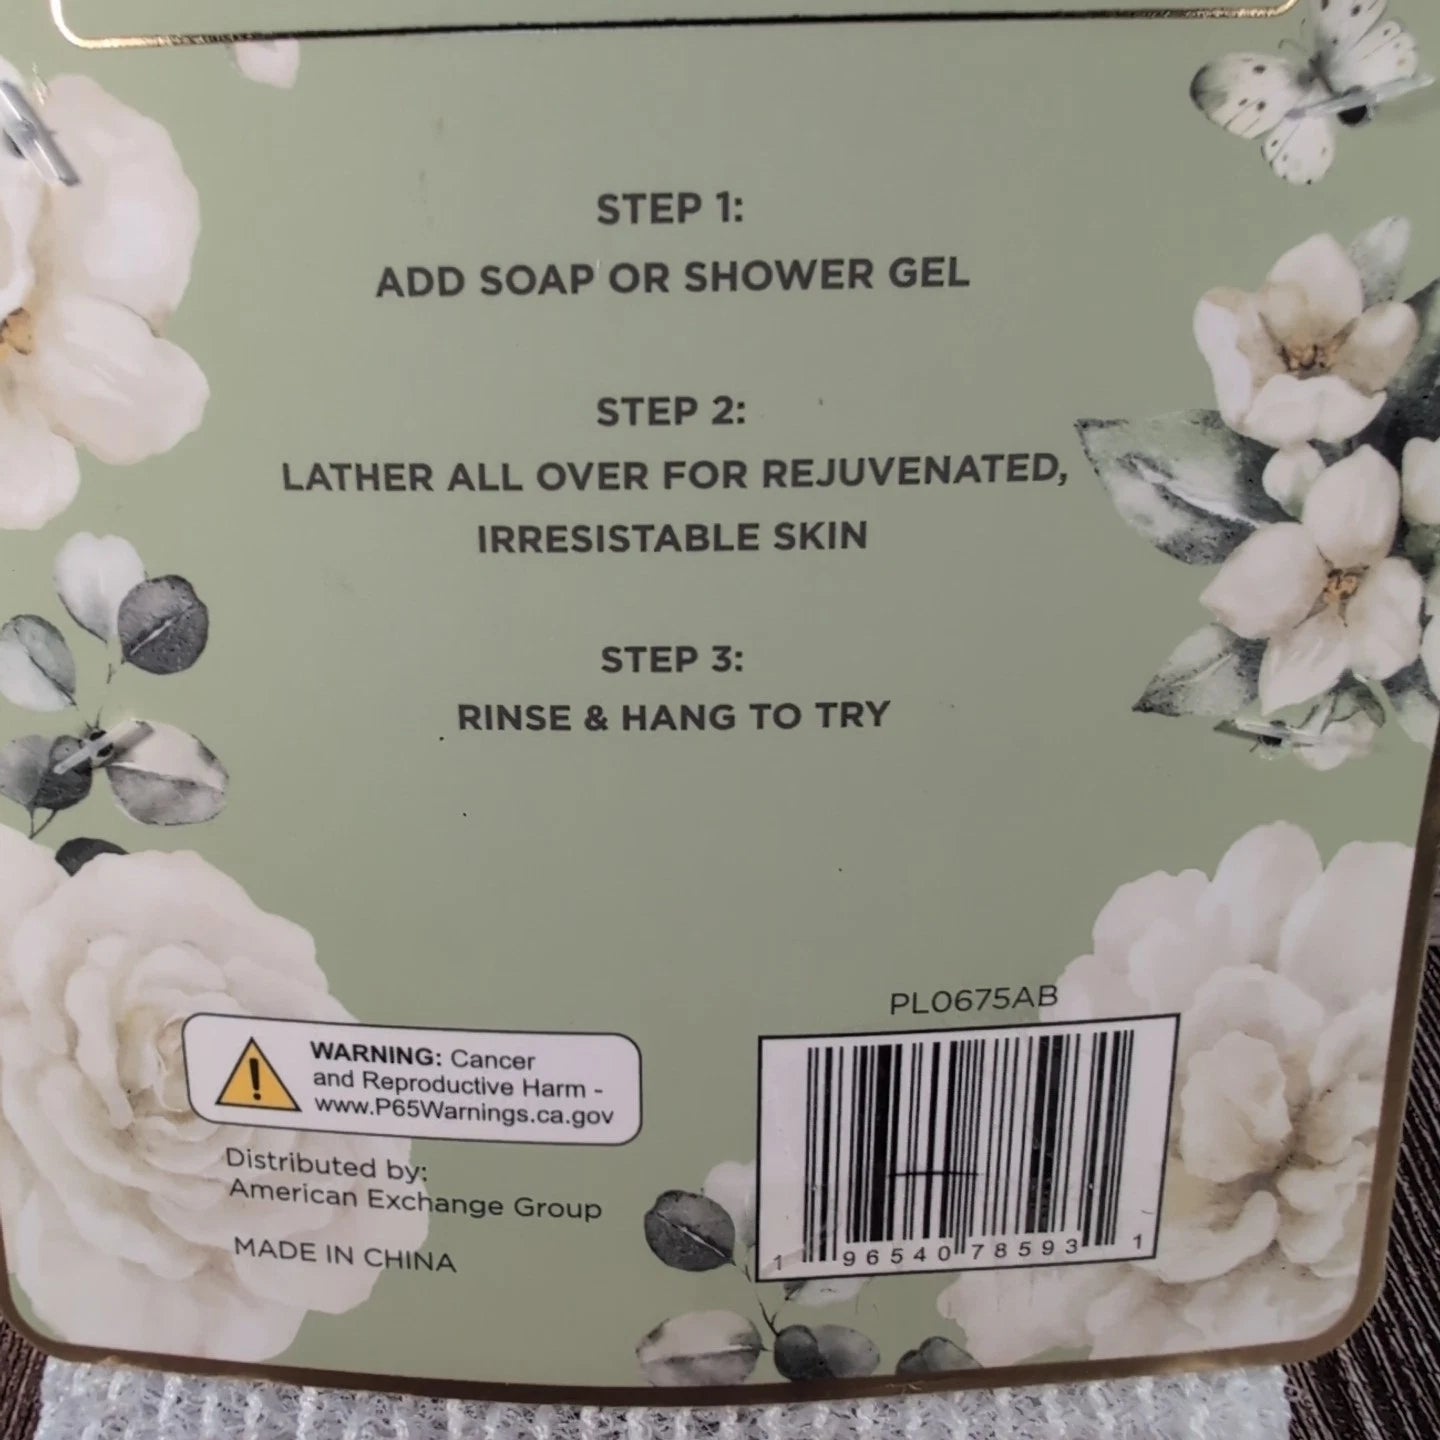 STEP 1:
ADD SOAP OR SHOWER GEL
STEP 2:
LATHER ALL OVER FOR REJUVENATED,
IRRESISTABLE SKIN
STEP 3:
RINSE & HANG TO TRY
WARNING: Cancer
and Reproductive Harm -
www.P65Warnings.ca.gov
Distributed by:
American Exchange Group
MADE IN CHINA
PL0675AB
1 96540 78593 1